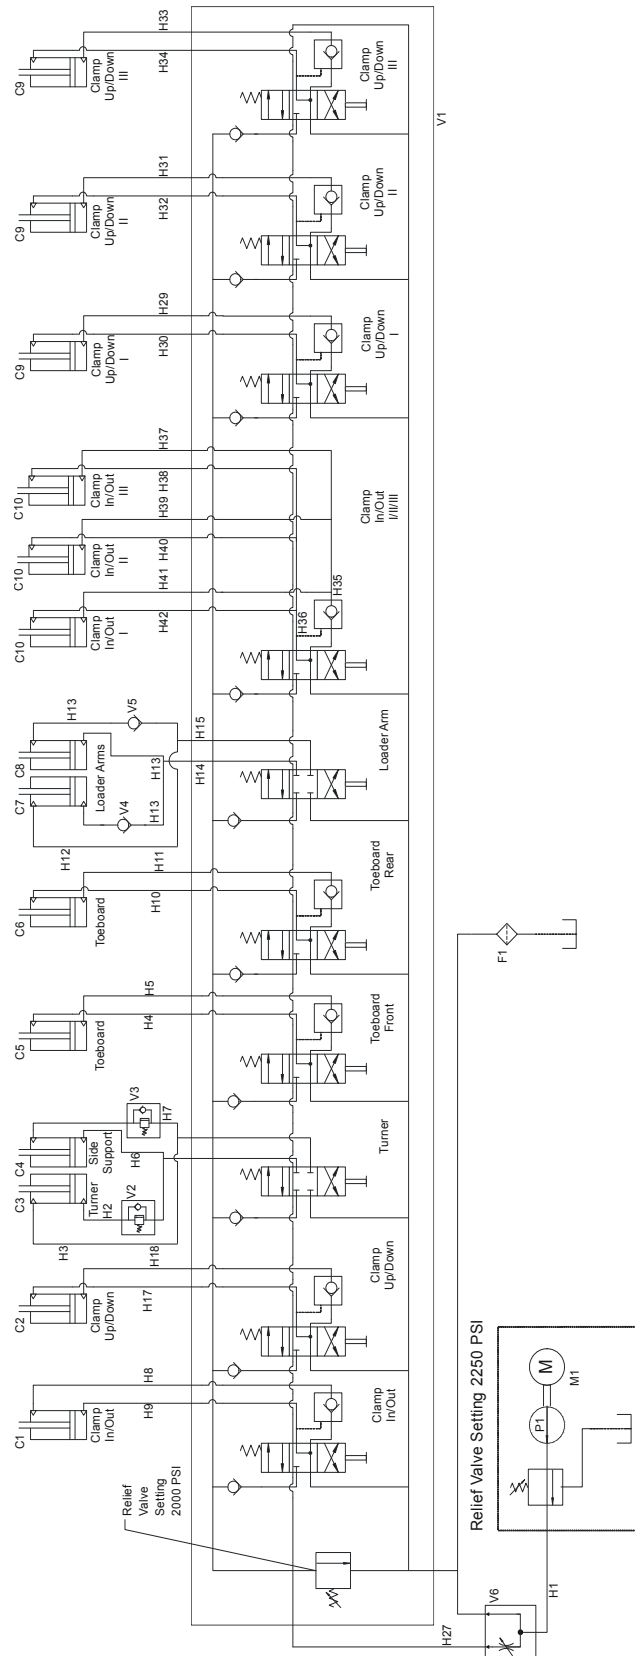 H33
H34
C9
Clamp
Up/Down
III
Clamp
Up/Down
III
V1
H31
H32
C9
Clamp
Up/Down
II
Clamp
Up/Down
II
H29
H30
C9
Clamp
Up/Down
I
Clamp
Up/Down
I
H37
H38
C10
Clamp
In/Out
III
H39
H40
C10
Clamp
In/Out
II
H41
H42
C10
Clamp
In/Out
I
H35
H36
Clamp
In/Out
I/II/III
H13
V5
C8
C7
Loader Arms
H13
V4
H13
H15
H14
Loader Arm
H12
H11
H10
C6
Toeboard
Toeboard
Rear
H5
H4
C5
Toeboard
Toeboard
Front
V3
H7
C4
Side
Support
H6
C3
Turner
H2
V2
Turner
H3
H18
H17
C2
Clamp
Up/Down
Clamp
Up/Down
H8
H9
C1
Clamp
In/Out
Clamp
In/Out
Relief
Valve
Setting
2000 PSI
F1
Relief Valve Setting 2250 PSI
M
M1
P1
H1
V6
H27